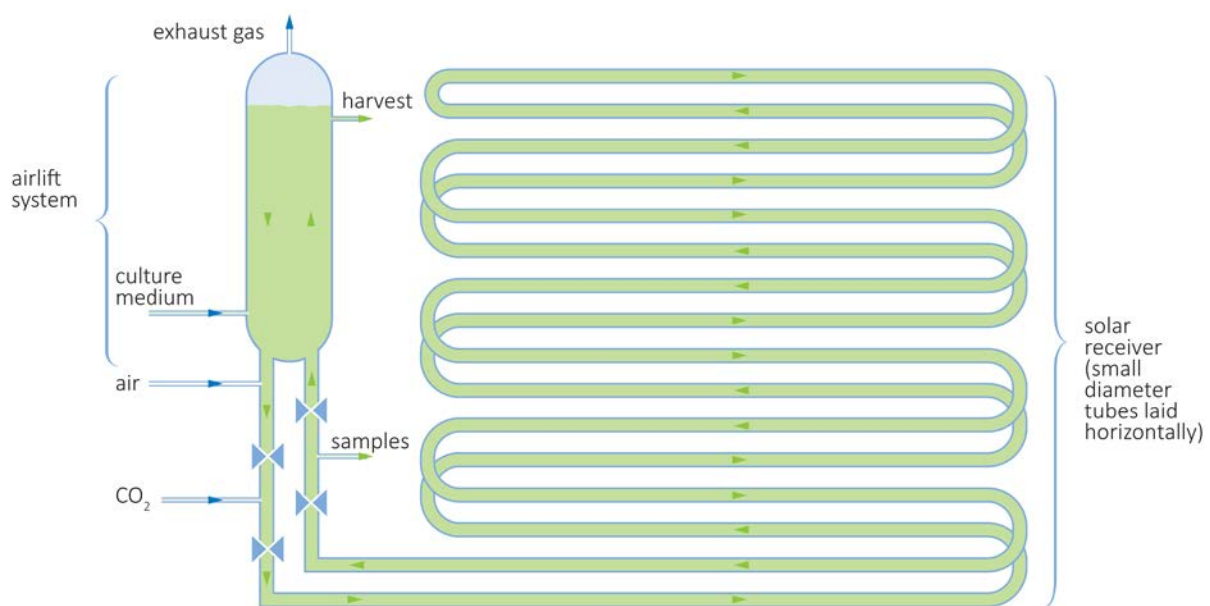 exhaust gas
harvest
airlift
system
culture
medium
air
samples
CO₂
solar
receiver
(small
diameter
tubes laid
horizontally)